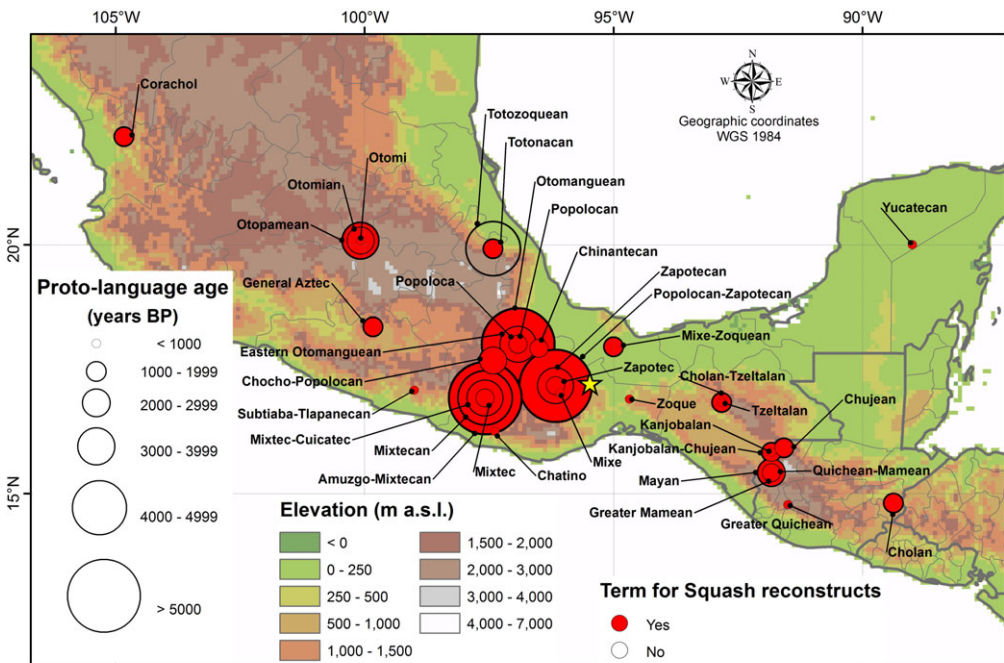 105°W
100°W
95°W
90°W
20°N
15°N
20°N
15°N
N
W
E
S
Geographic coordinates
WGS 1984
Corachol
Totozoquean
Totonacan
Otomi
Otomanguean
Otomian
Popolocan
Otopamean
Chinantecan
Yucatecan
Popoloca
Zapotecan
General Aztec
Popolocan-Zapotecan
Eastern Otomanguean
Mixe-Zoquean
Chocho-Popolocan
Zapotec
Cholan-Tzeltalan
Subtiaba-Tlapanecan
Zoque
Tzeltalan
Chujean
Kanjobalan
Mixtec-Cuicatec
Kanjobalan-Chujean
Mixtecan
Mixe
Mayan
Quichean-Mamean
Amuzgo-Mixtecan
Mixtec
Chatino
Greater Mamean
Greater Quichean
Cholan
Proto-language age
(years BP)
< 1000
1000 - 1999
2000 - 2999
3000 - 3999
4000 - 4999
> 5000
Elevation (m a.s.l.)
< 0
0 - 250
250 - 500
500 - 1,000
1,000 - 1,500
1,500 - 2,000
2,000 - 3,000
3,000 - 4,000
4,000 - 7,000
Term for Squash reconstructs
Yes
No